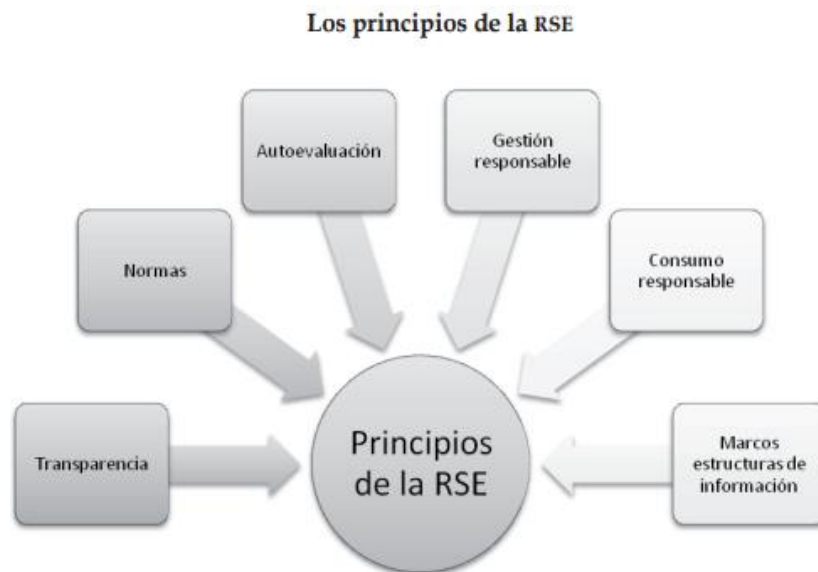 Los principios de la RSE
Autoevaluación
Gestión
responsable
Normas
Consumo
responsable
Transparencia
Principios
de la RSE
Marcos
estructuras de
información